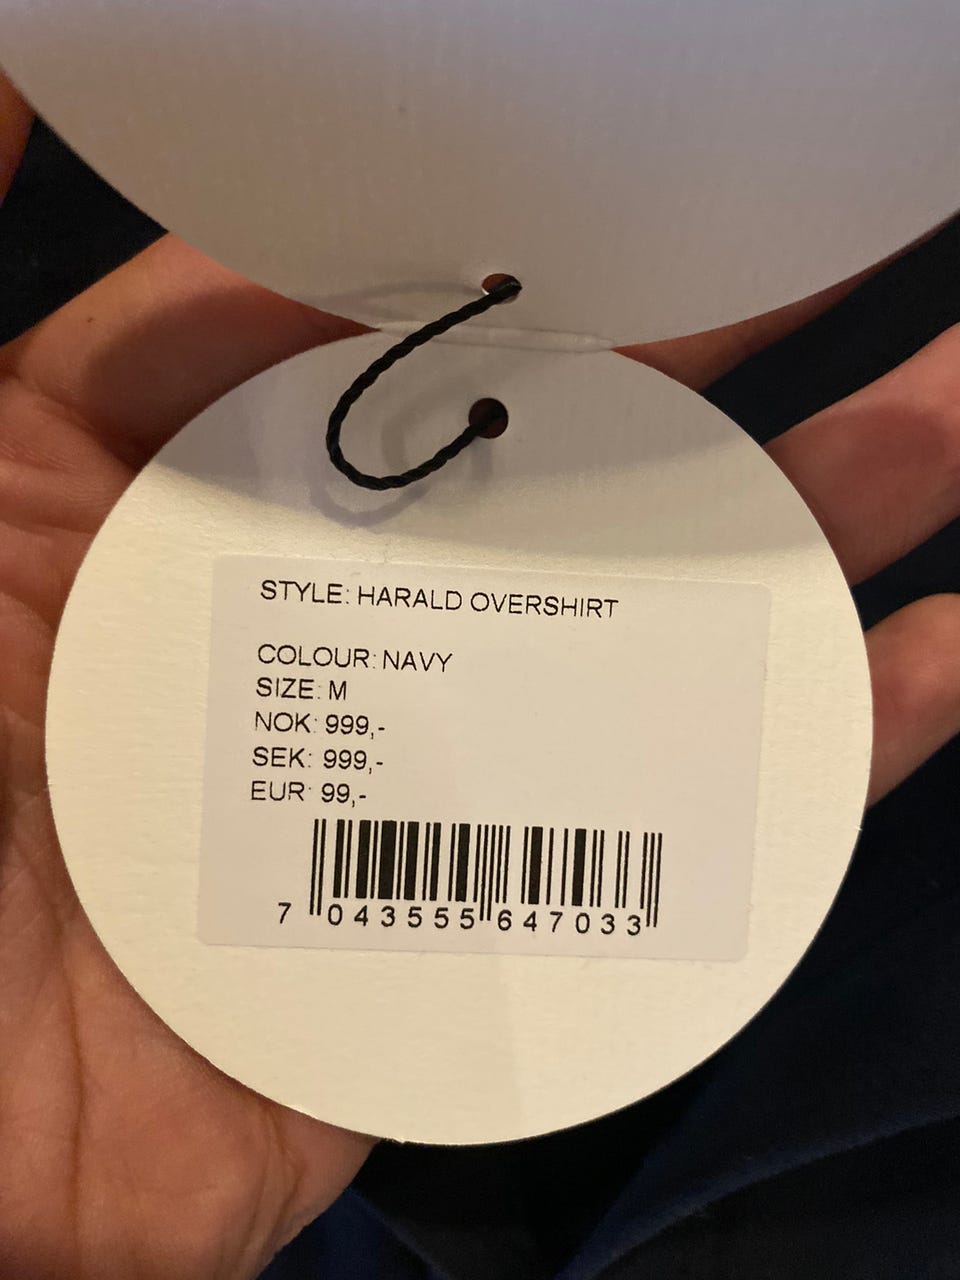 STYLE: HARALD OVERSHIRT
COLOUR: NAVY
SIZE: M
NOK: 999,-
SEK: 999,-
EUR: 99,-
7 043555 647033